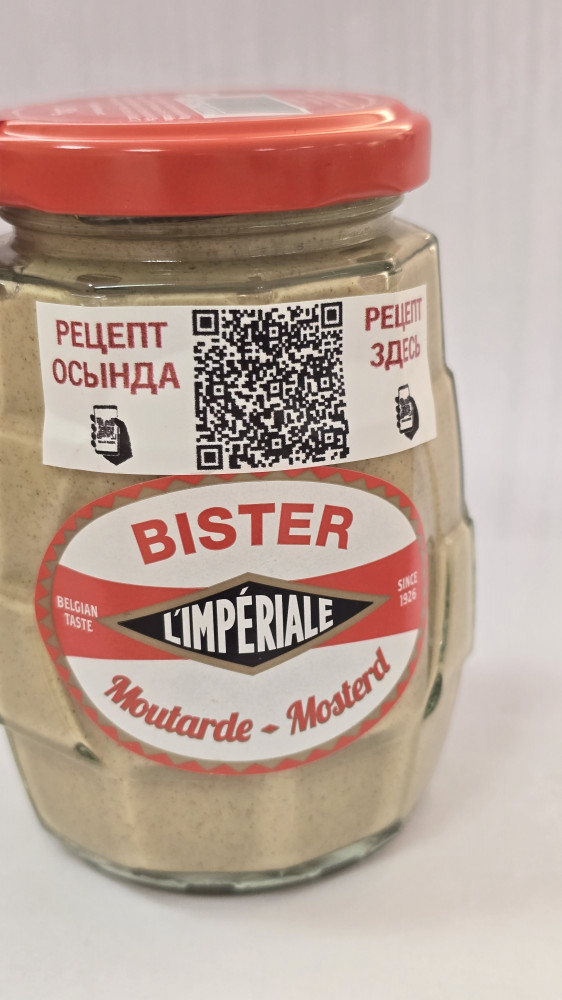 РЕЦЕПТ
ОСЫНДА
РЕЦЕПТ
ЗДЕСЬ
BISTER
BELGIAN
TASTE
L'IMPÉRIALE
SINCE
1926
Moutarde - Mosterd